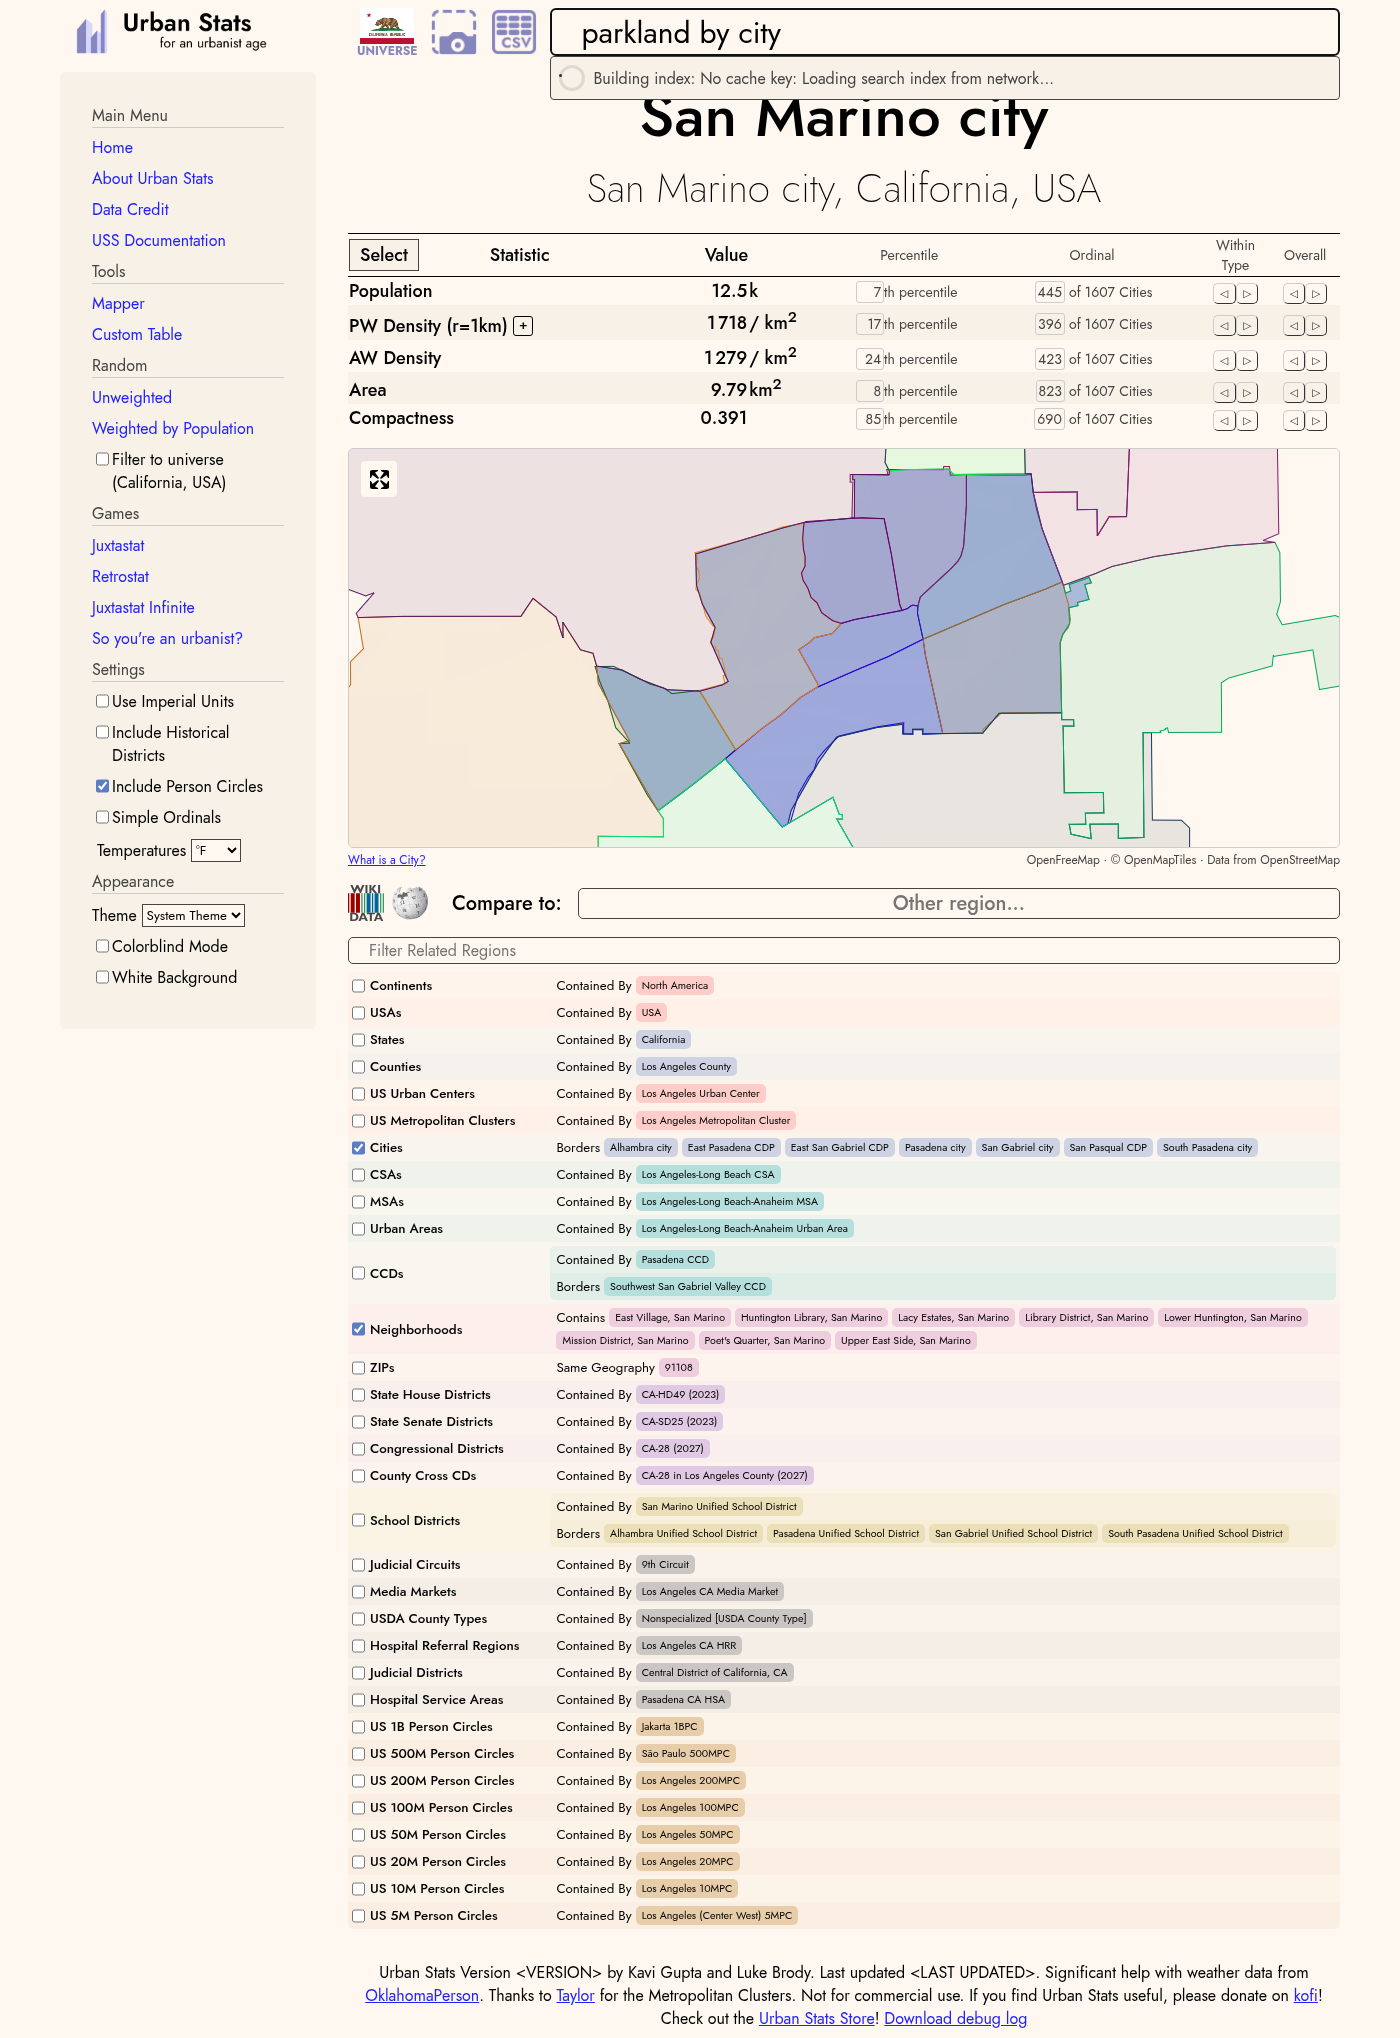 Urban Stats
for an urbanist age
CALIFORNIA REPUBLIC
UNIVERSE
CSV
parkland by city
Building index: No cache key: Loading search index from network...
Main Menu
Home
About Urban Stats
Data Credit
USS Documentation
Tools
Mapper
Custom Table
Random
Unweighted
Weighted by Population
Filter to universe
(California, USA)
Games
Juxtastat
Retrostat
Juxtastat Infinite
So you're an urbanist?
Settings
Use Imperial Units
Include Historical
Districts
Include Person Circles
Simple Ordinals
Temperatures °F
Appearance
Theme System Theme
Colorblind Mode
White Background
San Marino city
San Marino city, California, USA
Select Statistic Value Percentile Ordinal Within Type Overall
Population 12.5 k 7th percentile 445 of 1607 Cities
PW Density (r=1km) + 1 718 / km2 17th percentile 396 of 1607 Cities
AW Density 1 279 / km2 24th percentile 423 of 1607 Cities
Area 9.79 km2 8th percentile 823 of 1607 Cities
Compactness 0.391 85th percentile 690 of 1607 Cities
What is a City? OpenFreeMap · © OpenMapTiles · Data from OpenStreetMap
WIKI
DATA
Compare to: Other region...
Filter Related Regions
Continents Contained By North America
USAs Contained By USA
States Contained By California
Counties Contained By Los Angeles County
US Urban Centers Contained By Los Angeles Urban Center
US Metropolitan Clusters Contained By Los Angeles Metropolitan Cluster
Cities Borders Alhambra city East Pasadena CDP East San Gabriel CDP Pasadena city San Gabriel city San Pasqual CDP South Pasadena city
CSAs Contained By Los Angeles-Long Beach CSA
MSAs Contained By Los Angeles-Long Beach-Anaheim MSA
Urban Areas Contained By Los Angeles-Long Beach-Anaheim Urban Area
CCDs Contained By Pasadena CCD
Borders Southwest San Gabriel Valley CCD
Neighborhoods Contains East Village, San Marino Huntington Library, San Marino Lacy Estates, San Marino Library District, San Marino Lower Huntington, San Marino
Mission District, San Marino Poet's Quarter, San Marino Upper East Side, San Marino
ZIPs Same Geography 91108
State House Districts Contained By CA-HD49 (2023)
State Senate Districts Contained By CA-SD25 (2023)
Congressional Districts Contained By CA-28 (2027)
County Cross CDs Contained By CA-28 in Los Angeles County (2027)
School Districts Contained By San Marino Unified School District
Borders Alhambra Unified School District Pasadena Unified School District San Gabriel Unified School District South Pasadena Unified School District
Judicial Circuits Contained By 9th Circuit
Media Markets Contained By Los Angeles CA Media Market
USDA County Types Contained By Nonspecialized [USDA County Type]
Hospital Referral Regions Contained By Los Angeles CA HRR
Judicial Districts Contained By Central District of California, CA
Hospital Service Areas Contained By Pasadena CA HSA
US 1B Person Circles Contained By Jakarta 1BPC
US 500M Person Circles Contained By São Paulo 500MPC
US 200M Person Circles Contained By Los Angeles 200MPC
US 100M Person Circles Contained By Los Angeles 100MPC
US 50M Person Circles Contained By Los Angeles 50MPC
US 20M Person Circles Contained By Los Angeles 20MPC
US 10M Person Circles Contained By Los Angeles 10MPC
US 5M Person Circles Contained By Los Angeles (Center West) 5MPC
Urban Stats Version <VERSION> by Kavi Gupta and Luke Brody. Last updated <LAST UPDATED>. Significant help with weather data from
OklahomaPerson. Thanks to Taylor for the Metropolitan Clusters. Not for commercial use. If you find Urban Stats useful, please donate on kofi!
Check out the Urban Stats Store! Download debug log